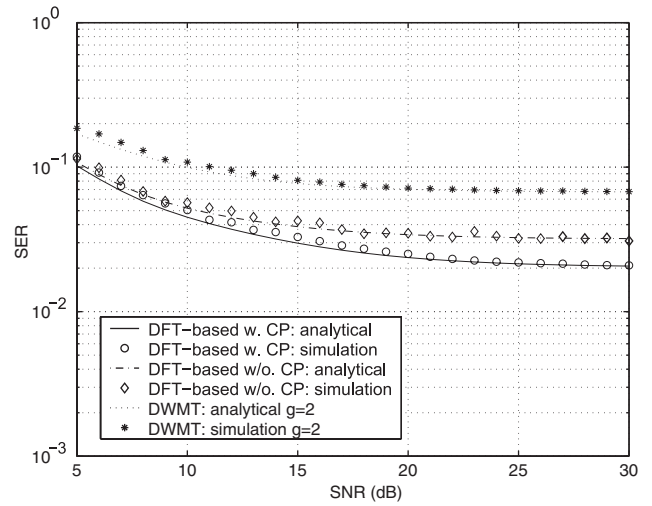 10^0
10^-1
10^-2
10^-3
SER
DFT-based w. CP: analytical
DFT-based w. CP: simulation
DFT-based w/o. CP: analytical
DFT-based w/o. CP: simulation
DWMT: analytical g=2
DWMT: simulation g=2
5 10 15 20 25 30
SNR (dB)